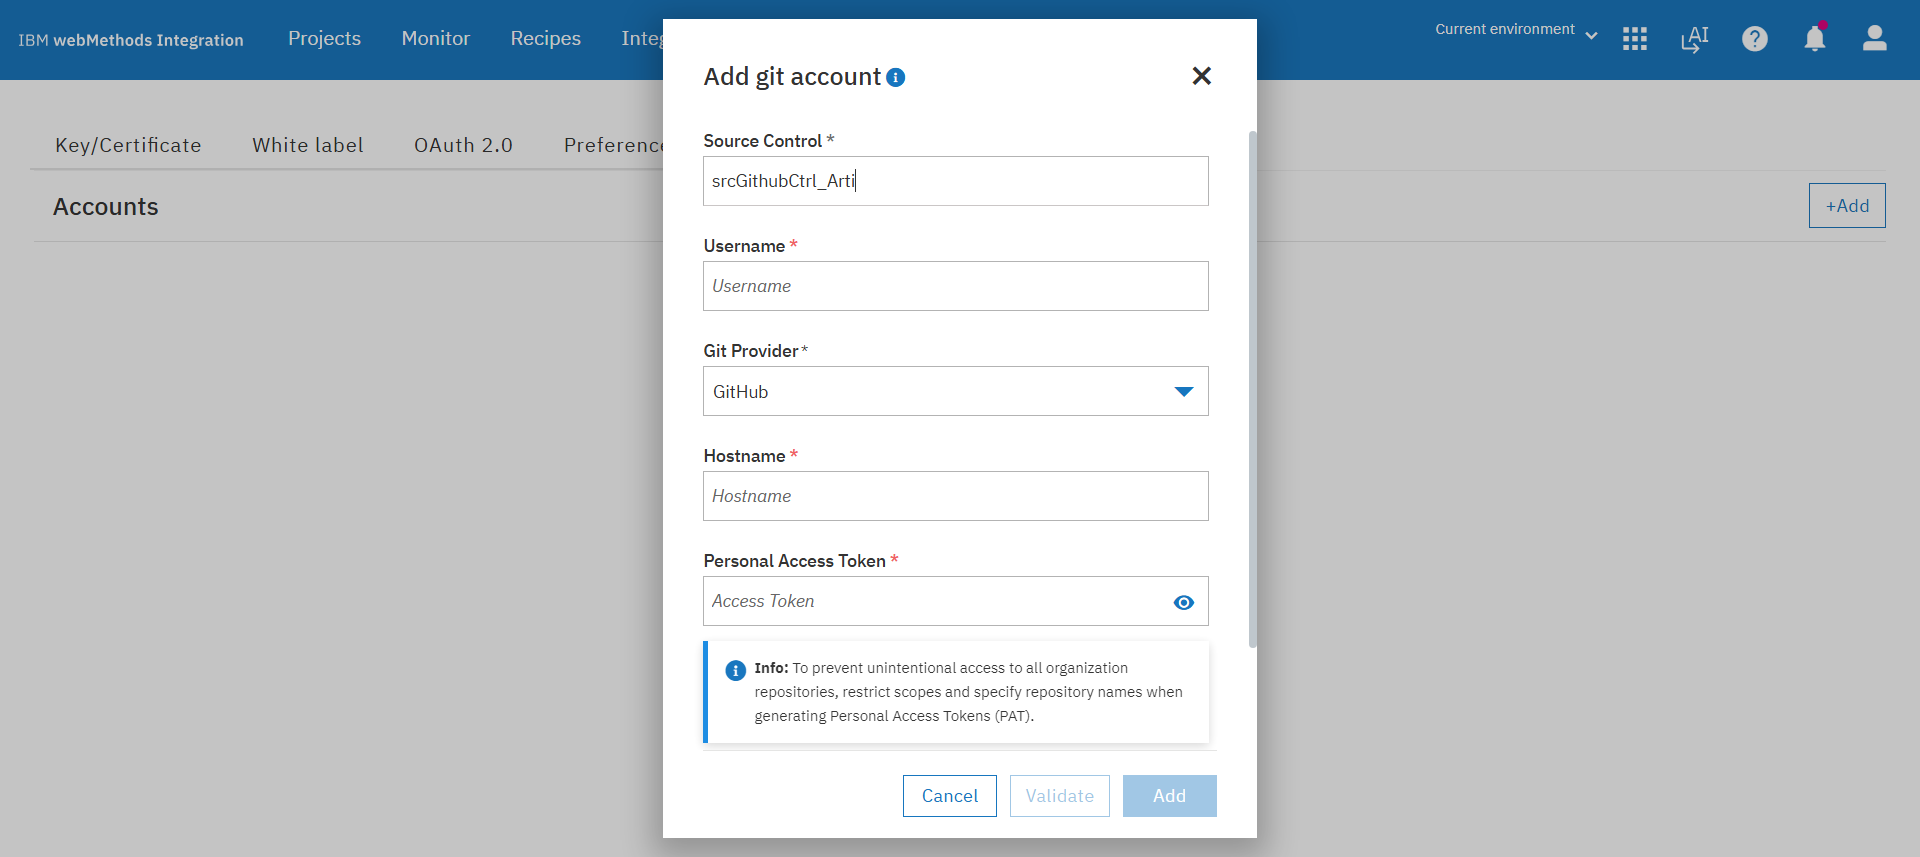 IBM webMethods Integration
Projects
Monitor
Recipes
Integ
Current environment
AI
Key/Certificate
White label
OAuth 2.0
Preference
Accounts
+Add
Add git account
Source Control *
srcGithubCtrl_Arti
Username *
Username
Git Provider*
GitHub
Hostname *
Hostname
Personal Access Token *
Access Token
Info: To prevent unintentional access to all organization
repositories, restrict scopes and specify repository names when
generating Personal Access Tokens (PAT).
Cancel
Validate
Add